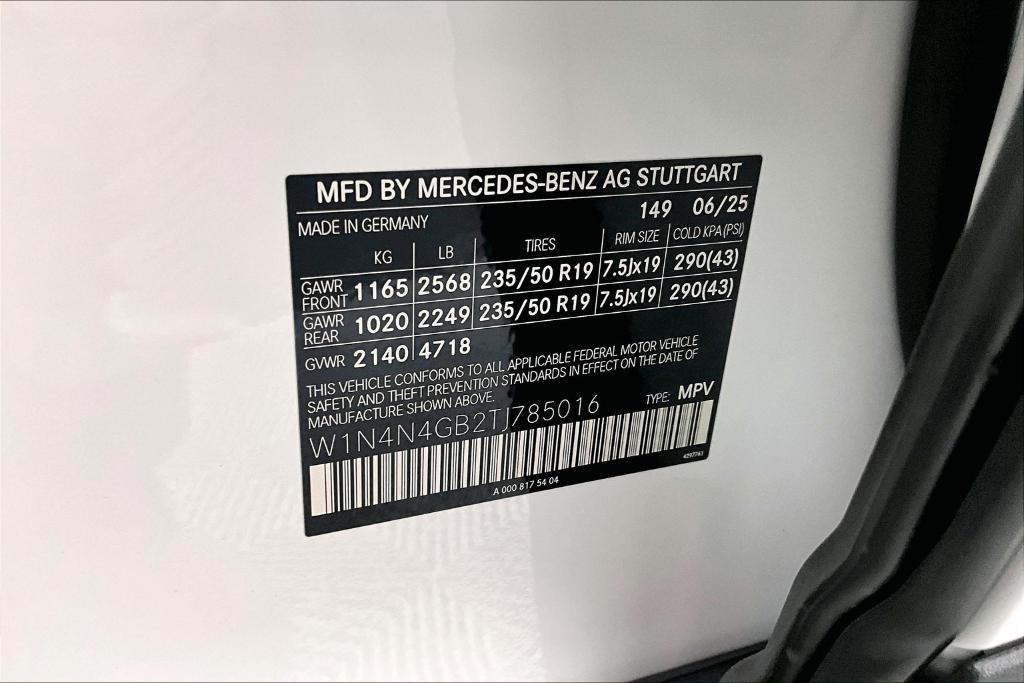 MFD BY MERCEDES-BENZ AG STUTTGART
MADE IN GERMANY 149 06/25
KG LB TIRES RIM SIZE COLD KPA(PSI)
GAWR FRONT 1165 2568 235/50 R19 7.5Jx19 290(43)
GAWR REAR 1020 2249 235/50 R19 7.5Jx19 290(43)
GVWR 2140 4718
THIS VEHICLE CONFORMS TO ALL APPLICABLE FEDERAL MOTOR VEHICLE
SAFETY AND THEFT PREVENTION STANDARDS IN EFFECT ON THE DATE OF
MANUFACTURE SHOWN ABOVE.
W1N4N4GB2TJ785016 TYPE: MPV
A 000 817 54 04